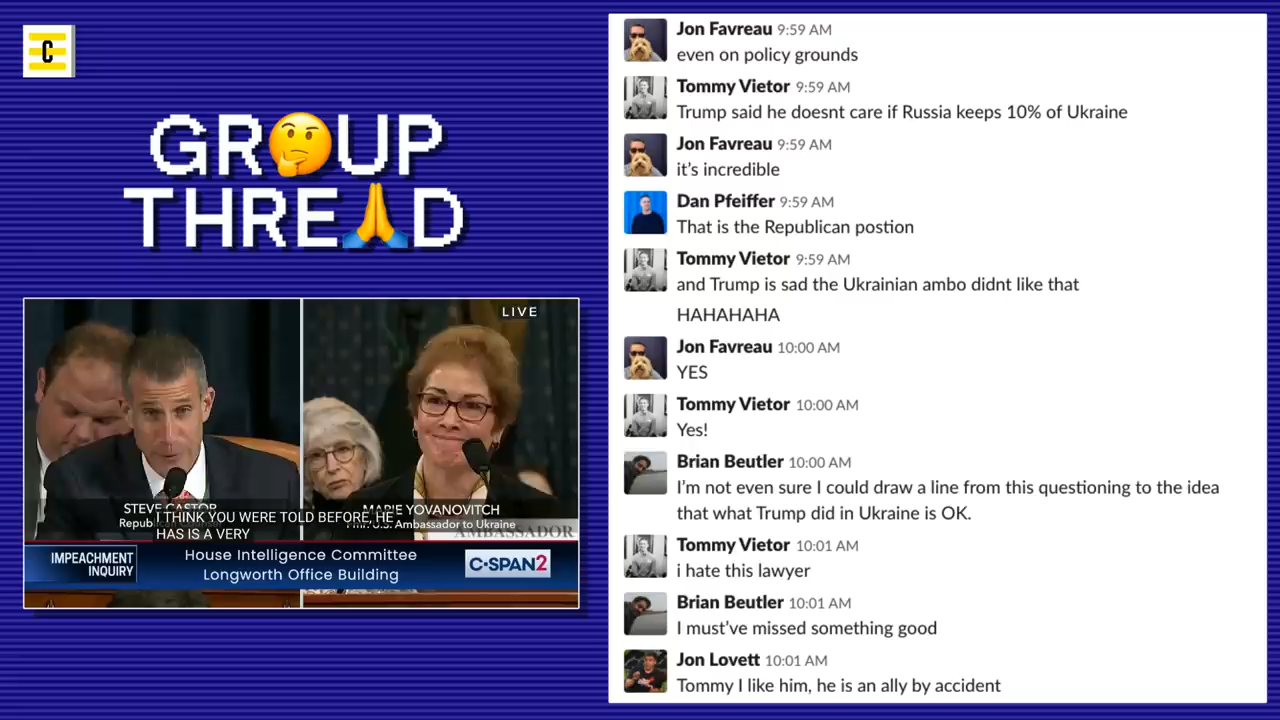 C
GR🤔UP
THRE🙏D
LIVE
STEVE CASTOR
MARIE YOVANOVITCH
Fmr. U.S. Ambassador to Ukraine
I THINK YOU WERE TOLD BEFORE, HE
HAS IS A VERY
AMBASSADOR
IMPEACHMENT
INQUIRY
House Intelligence Committee
Longworth Office Building
C-SPAN2
Jon Favreau 9:59 AM
even on policy grounds
Tommy Vietor 9:59 AM
Trump said he doesnt care if Russia keeps 10% of Ukraine
Jon Favreau 9:59 AM
it's incredible
Dan Pfeiffer 9:59 AM
That is the Republican postion
Tommy Vietor 9:59 AM
and Trump is sad the Ukrainian ambo didnt like that
HAHAHAHA
Jon Favreau 10:00 AM
YES
Tommy Vietor 10:00 AM
Yes!
Brian Beutler 10:00 AM
I'm not even sure I could draw a line from this questioning to the idea
that what Trump did in Ukraine is OK.
Tommy Vietor 10:01 AM
i hate this lawyer
Brian Beutler 10:01 AM
I must've missed something good
Jon Lovett 10:01 AM
Tommy I like him, he is an ally by accident